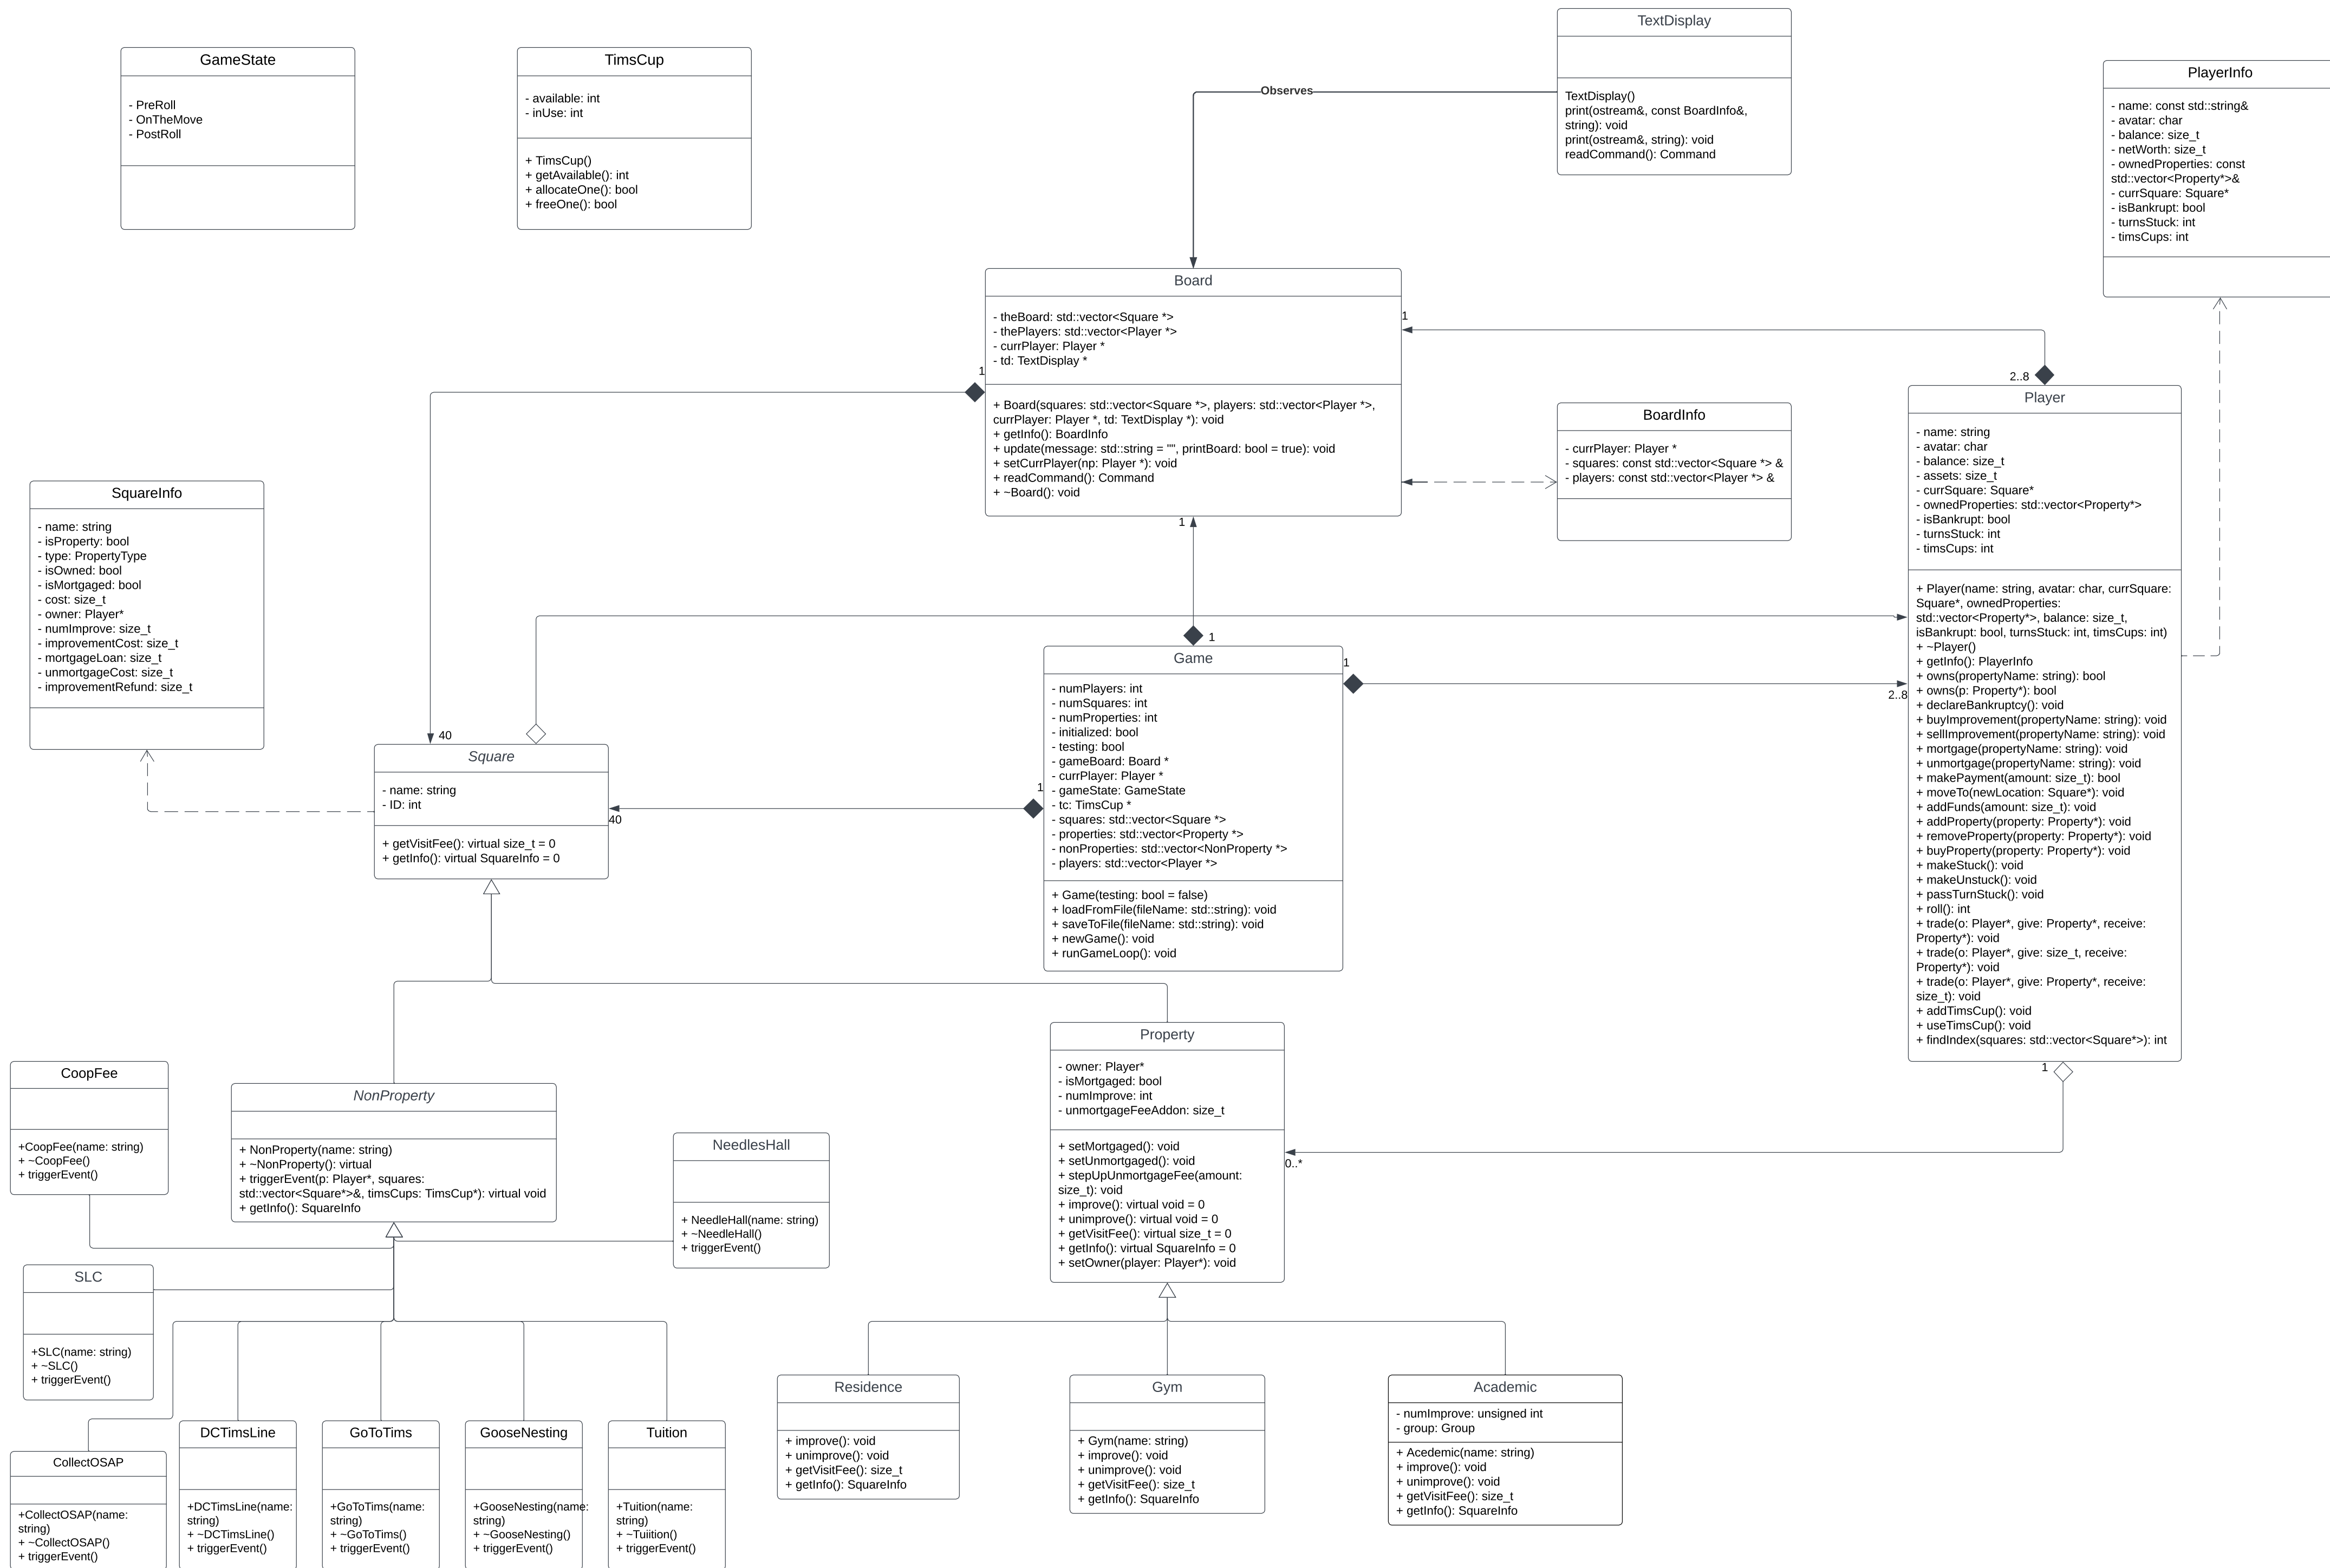 GameState
- PreRoll
- OnTheMove
- PostRoll
TimsCup
- available: int
- inUse: int
+ TimsCup()
+ getAvailable(): int
+ allocateOne(): bool
+ freeOne(): bool
Observes
TextDisplay
TextDisplay()
print(ostream&, const BoardInfo&,
string): void
print(ostream&, string): void
readCommand(): Command
PlayerInfo
- name: const std::string&
- avatar: char
- balance: size_t
- netWorth: size_t
- ownedProperties: const
std::vector<Property*>&
- currSquare: Square*
- isBankrupt: bool
- turnsStuck: int
- timsCups: int
Board
- theBoard: std::vector<Square *>
- thePlayers: std::vector<Player *>
- currPlayer: Player *
- td: TextDisplay *
+ Board(squares: std::vector<Square *>, players: std::vector<Player *>,
currPlayer: Player *, td: TextDisplay *): void
+ getInfo(): BoardInfo
+ update(message: std::string = "", printBoard: bool = true): void
+ setCurrPlayer(np: Player *): void
+ readCommand(): Command
+ ~Board(): void
1
1
1
BoardInfo
- currPlayer: Player *
- squares: const std::vector<Square *> &
- players: const std::vector<Player *> &
2..8
Player
- name: string
- avatar: char
- balance: size_t
- assets: size_t
- currSquare: Square*
- ownedProperties: std::vector<Property*>
- isBankrupt: bool
- turnsStuck: int
- timsCups: int
+ Player(name: string, avatar: char, currSquare:
Square*, ownedProperties:
std::vector<Property*>, balance: size_t,
isBankrupt: bool, turnsStuck: int, timsCups: int)
+ ~Player()
+ getInfo(): PlayerInfo
+ owns(propertyName: string): bool
+ owns(p: Property*): bool
+ declareBankruptcy(): void
+ buyImprovement(propertyName: string): void
+ sellImprovement(propertyName: string): void
+ mortgage(propertyName: string): void
+ unmortgage(propertyName: string): void
+ makePayment(amount: size_t): bool
+ moveTo(newLocation: Square*): void
+ addFunds(amount: size_t): void
+ addProperty(property: Property*): void
+ removeProperty(property: Property*): void
+ buyProperty(property: Property*): void
+ makeStuck(): void
+ makeUnstuck(): void
+ passTurnStuck(): void
+ roll(): int
+ trade(o: Player*, give: Property*, receive:
Property*): void
+ trade(o: Player*, give: size_t, receive:
Property*): void
+ trade(o: Player*, give: Property*, receive:
size_t): void
+ addTimsCup(): void
+ useTimsCup(): void
+ findIndex(squares: std::vector<Square*>): int
2..8
1
SquareInfo
- name: string
- isProperty: bool
- type: PropertyType
- isOwned: bool
- isMortgaged: bool
- cost: size_t
- owner: Player*
- numImprove: size_t
- improvementCost: size_t
- mortgageLoan: size_t
- unmortgageCost: size_t
- improvementRefund: size_t
40
Square
- name: string
- ID: int
+ getVisitFee(): virtual size_t = 0
+ getInfo(): virtual SquareInfo = 0
40
1
1
1
Game
- numPlayers: int
- numSquares: int
- numProperties: int
- initialized: bool
- testing: bool
- gameBoard: Board *
- currPlayer: Player *
- gameState: GameState
- tc: TimsCup *
- squares: std::vector<Square *>
- properties: std::vector<Property *>
- nonProperties: std::vector<NonProperty *>
- players: std::vector<Player *>
+ Game(testing: bool = false)
+ loadFromFile(fileName: std::string): void
+ saveToFile(fileName: std::string): void
+ newGame(): void
+ runGameLoop(): void
Property
- owner: Player*
- isMortgaged: bool
- numImprove: int
- unmortgageFeeAddon: size_t
+ setMortgaged(): void
+ setUnmortgaged(): void
+ stepUpUnmortgageFee(amount:
size_t): void
+ improve(): virtual void = 0
+ unimprove(): virtual void = 0
+ getVisitFee(): virtual size_t = 0
+ getInfo(): virtual SquareInfo = 0
+ setOwner(player: Player*): void
0..*
CoopFee
+CoopFee(name: string)
+ ~CoopFee()
+ triggerEvent()
NonProperty
+ NonProperty(name: string)
+ ~NonProperty(): virtual
+ triggerEvent(p: Player*, squares:
std::vector<Square*>&, timsCups: TimsCup*): virtual void
+ getInfo(): SquareInfo
NeedlesHall
+ NeedleHall(name: string)
+ ~NeedleHall()
+ triggerEvent()
SLC
+SLC(name: string)
+ ~SLC()
+ triggerEvent()
CollectOSAP
+CollectOSAP(name:
string)
+ ~CollectOSAP()
+ triggerEvent()
DCTimsLine
+DCTimsLine(name:
string)
+ ~DCTimsLine()
+ triggerEvent()
GoToTims
+GoToTims(name:
string)
+ ~GoToTims()
+ triggerEvent()
GooseNesting
+GooseNesting(name:
string)
+ ~GooseNesting()
+ triggerEvent()
Tuition
+Tuition(name:
string)
+ ~Tuiition()
+ triggerEvent()
Residence
+ improve(): void
+ unimprove(): void
+ getVisitFee(): size_t
+ getInfo(): SquareInfo
Gym
+ Gym(name: string)
+ improve(): void
+ unimprove(): void
+ getVisitFee(): size_t
+ getInfo(): SquareInfo
Academic
- numImprove: unsigned int
- group: Group
+ Acedemic(name: string)
+ improve(): void
+ unimprove(): void
+ getVisitFee(): size_t
+ getInfo(): SquareInfo